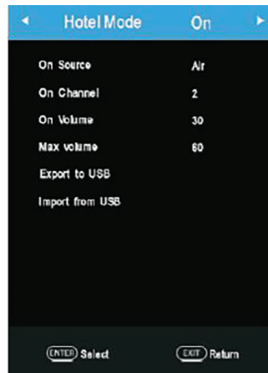 Hotel Mode On
On Source Air
On Channel 2
On Volume 30
Max volume 60
Export to USB
Import from USB
ENTER Select EXIT Return